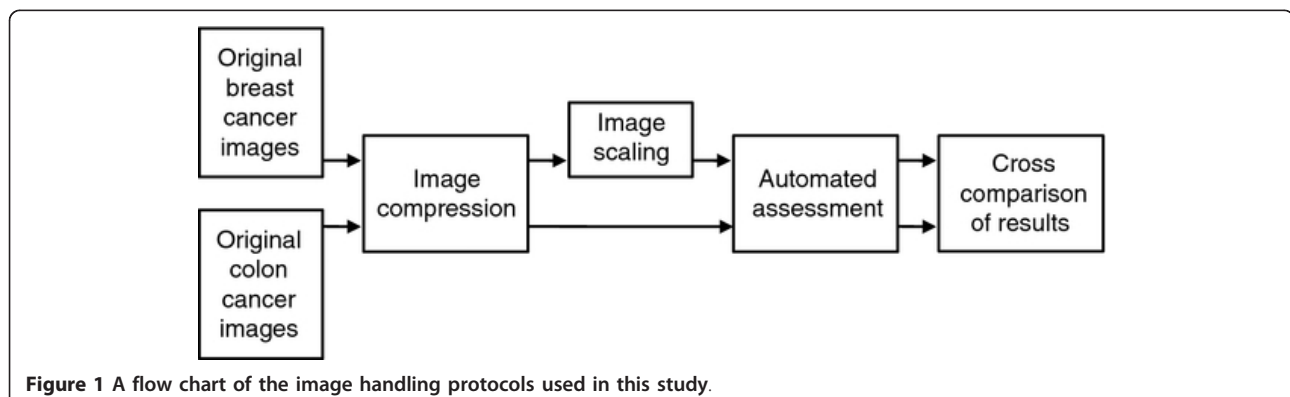 Original
breast
cancer
images
Original
colon
cancer
images
Image
compression
Image
scaling
Automated
assessment
Cross
comparison
of results
Figure 1 A flow chart of the image handling protocols used in this study.